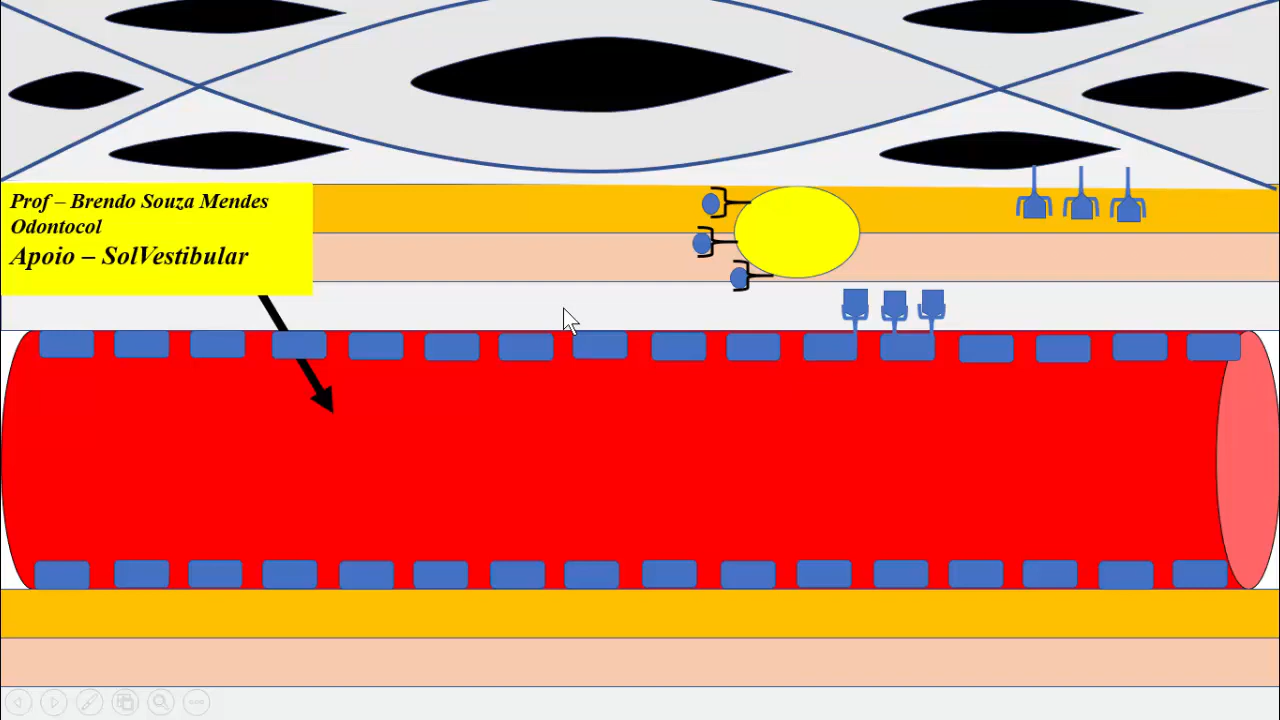 Prof – Brendo Souza Mendes
Odontocol
Apoio – SolVestibular